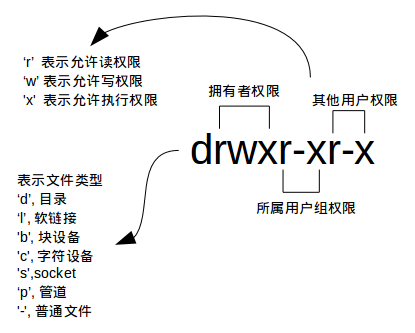 ‘r’ 表示允许读权限
‘w’ 表示允许写权限
'x' 表示允许执行权限
拥有者权限
其他用户权限
drwxr-xr-x
所属用户组权限
表示文件类型
‘d’, 目录
‘l’, 软链接
'b', 块设备
'c', 字符设备
's',socket
‘p’, 管道
'-', 普通文件